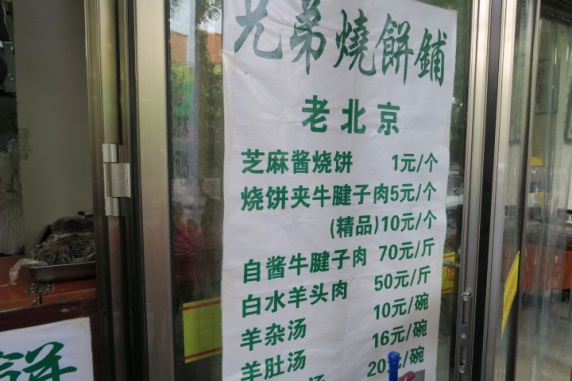 兄弟燒餅鋪
老北京
芝麻酱烧饼 1元/个
烧饼夹牛腱子肉5元/个
(精品)10元/个
自酱牛腱子肉 70元/斤
白水羊头肉 50元/斤
羊杂汤 10元/碗
羊肚汤 16元/碗
汤 20元/碗
餅